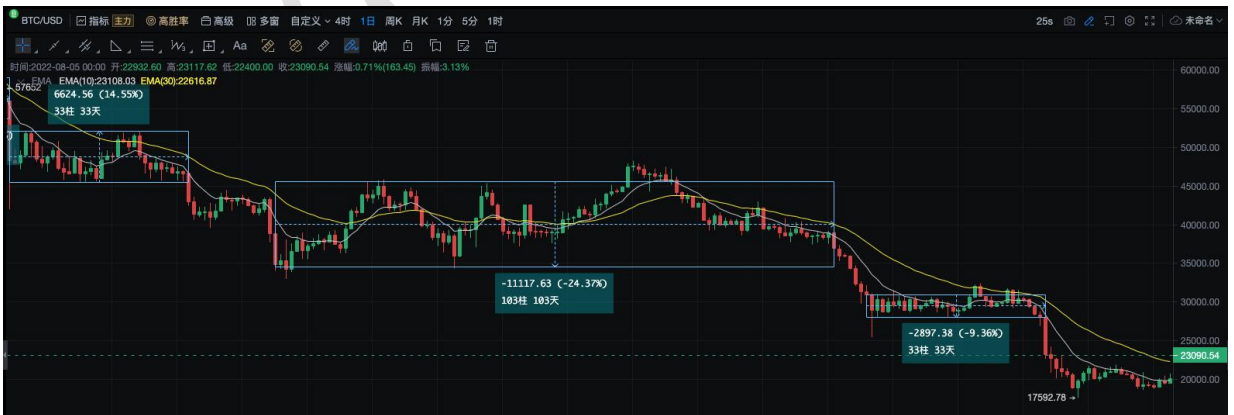 BTC/USD 指标 主力 高胜率 高级 多窗 自定义 4时 1日 周K 月K 1分 5分 1时 25s 未命名
Aa
时间:2022-08-05 00:00 开:22932.60 高:23117.62 低:22400.00 收:23090.54 涨幅:0.71%(163.45) 振幅:3.13%
EMA EMA(10):23108.03 EMA(30):22616.87
57652
6624.56 (14.55%)
33柱 33天
-11117.63 (-24.37%)
103柱 103天
-2897.38 (-9.36%)
33柱 33天
17592.78
60000.00
55000.00
50000.00
45000.00
40000.00
35000.00
30000.00
25000.00
23090.54
20000.00